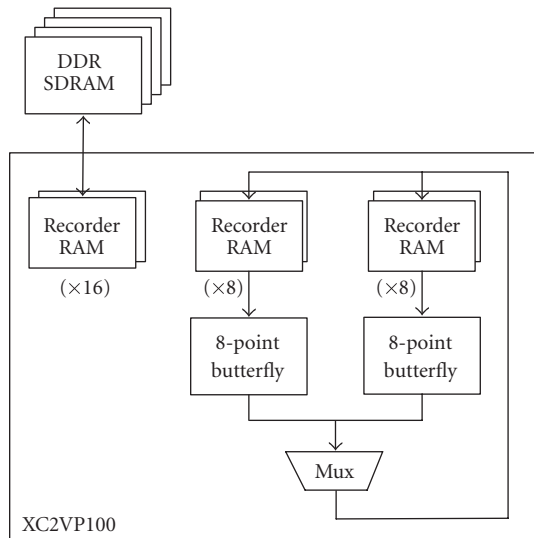 DDR
SDRAM
Recorder
RAM
(×16)
Recorder
RAM
(×8)
Recorder
RAM
(×8)
8-point
butterfly
8-point
butterfly
Mux
XC2VP100